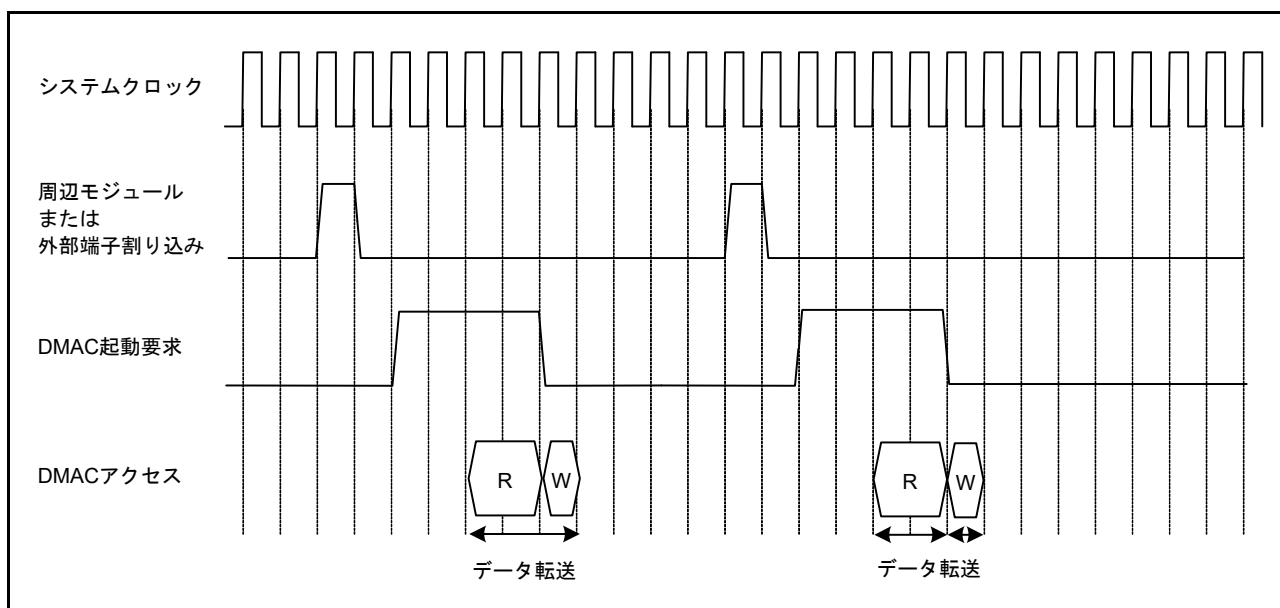 システムクロック
周辺モジュール
または
外部端子割り込み
DMAC起動要求
DMACアクセス
R
W
R
W
データ転送
データ転送